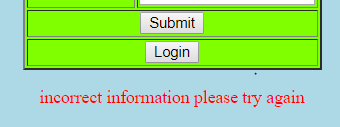 Submit
Login
incorrect information please try again